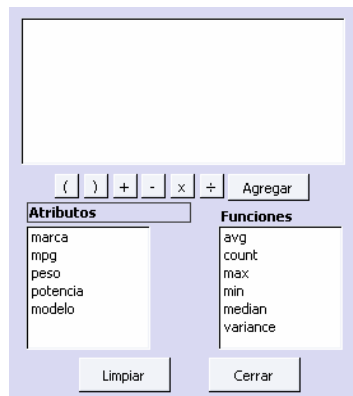 ( ) + - x ÷ Agregar
Atributos
marca
mpg
peso
potencia
modelo
Funciones
avg
count
max
min
median
variance
Limpiar Cerrar